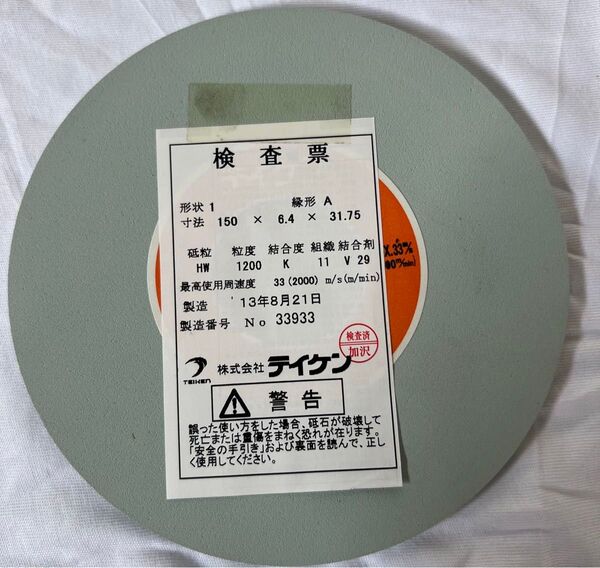 検査票
形状 1 縁形 A
寸法 150 × 6.4 × 31.75
砥粒 粒度 結合度 組織 結合剤
HW 1200 K 11 V 29
最高使用周速度 33(2000) m/s(m/min)
製造 '13年8月21日
製造番号 No 33933
検査済
加沢
TEIKEN
株式会社テイケン
警告
誤った使い方をした場合、砥石が破壊して
死亡または重傷をまねく恐れが在ります。
「安全の手引き」および裏面を読んで、正し
く使用してください。
X.33m/s
00m/min)